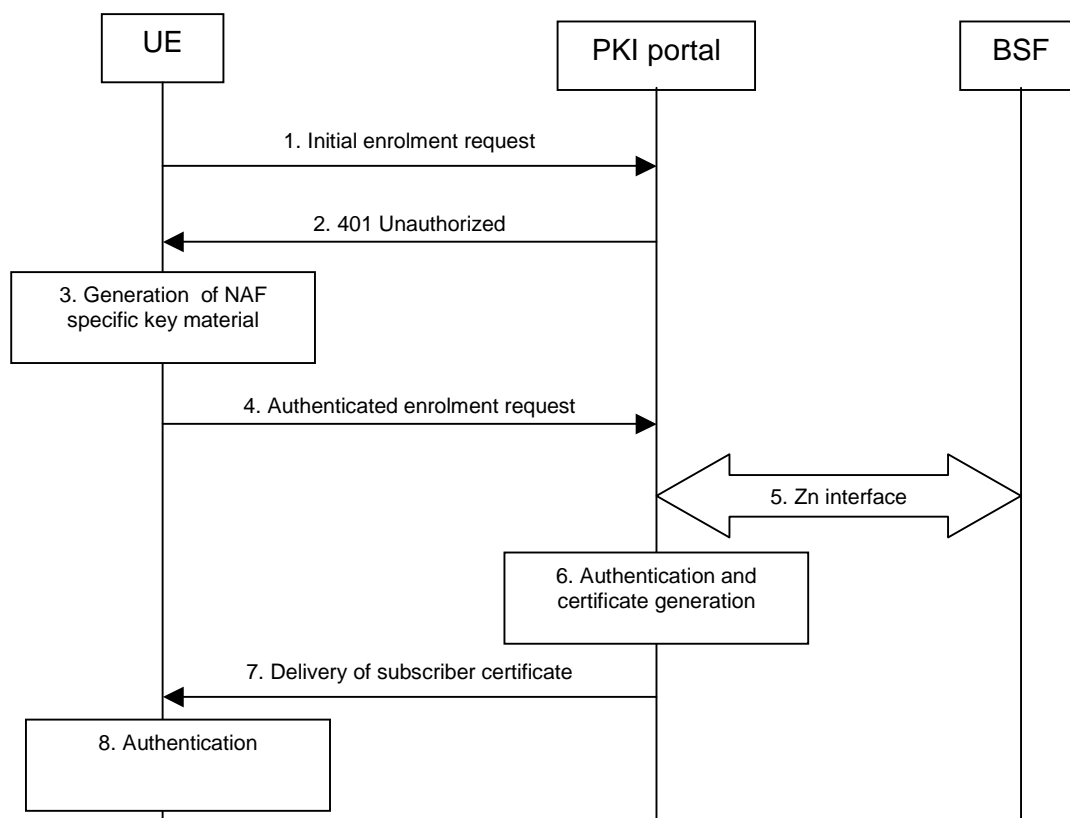 UE
PKI portal
BSF
1. Initial enrolment request
2. 401 Unauthorized
3. Generation of NAF
specific key material
4. Authenticated enrolment request
5. Zn interface
6. Authentication and
certificate generation
7. Delivery of subscriber certificate
8. Authentication